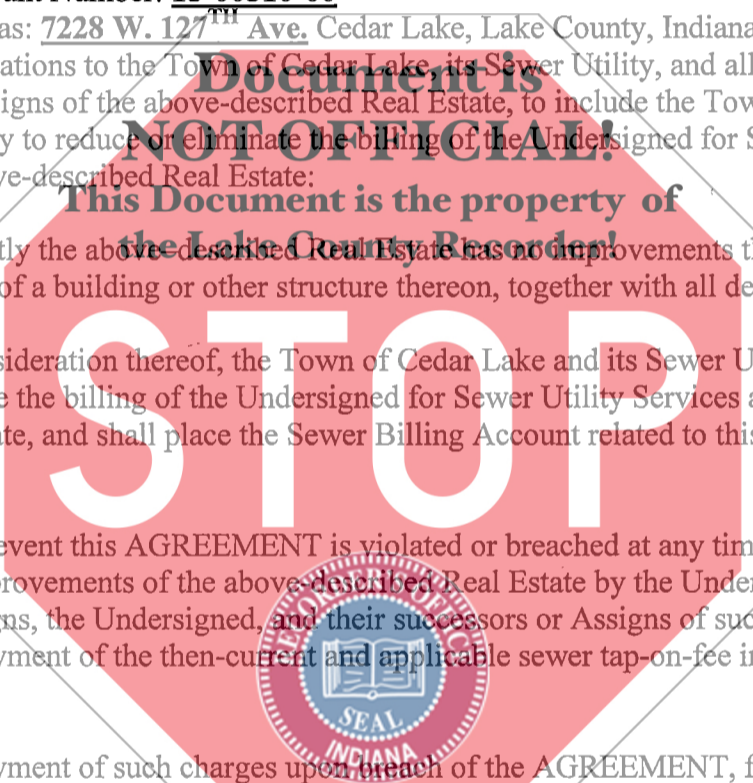 as: 7228 W. 127TH Ave. Cedar Lake, Lake County, Indiana
ations to the Town of Cedar Lake, its Sewer Utility, and all
Document is
igns of the above-described Real Estate, to include the Tow
y to reduce or eliminate the billing of the Undersigned for S
NOT OFFICIAL!
ve-described Real Estate:
This Document is the property of
the Lake County Recorder!
tly the above-described Real Estate has no improvements th
of a building or other structure thereon, together with all de
STOP
sideration thereof, the Town of Cedar Lake and its Sewer U
e the billing of the Undersigned for Sewer Utility Services a
ate, and shall place the Sewer Billing Account related to this
event this AGREEMENT is violated or breached at any tim
provements of the above-described Real Estate by the Under
ns, the Undersigned, and their successors or Assigns of suc
yment of the then-current and applicable sewer tap-on-fee i
SEAL
INDIANA
yment of such charges upon breach of the AGREEMENT,